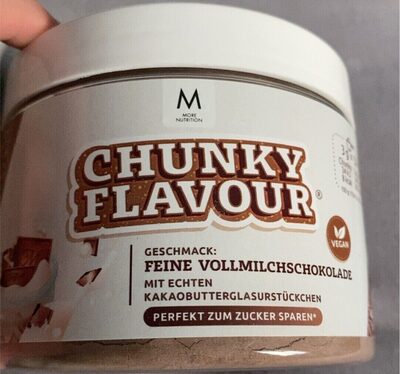 M
MORE
NUTRITION
CHUNKY
FLAVOUR®
VEGAN
GESCHMACK:
FEINE VOLLMILCHSCHOKOLADE
MIT ECHTEN
KAKAOBUTTERGLASURSTÜCKCHEN
PERFEKT ZUM ZUCKER SPAREN*